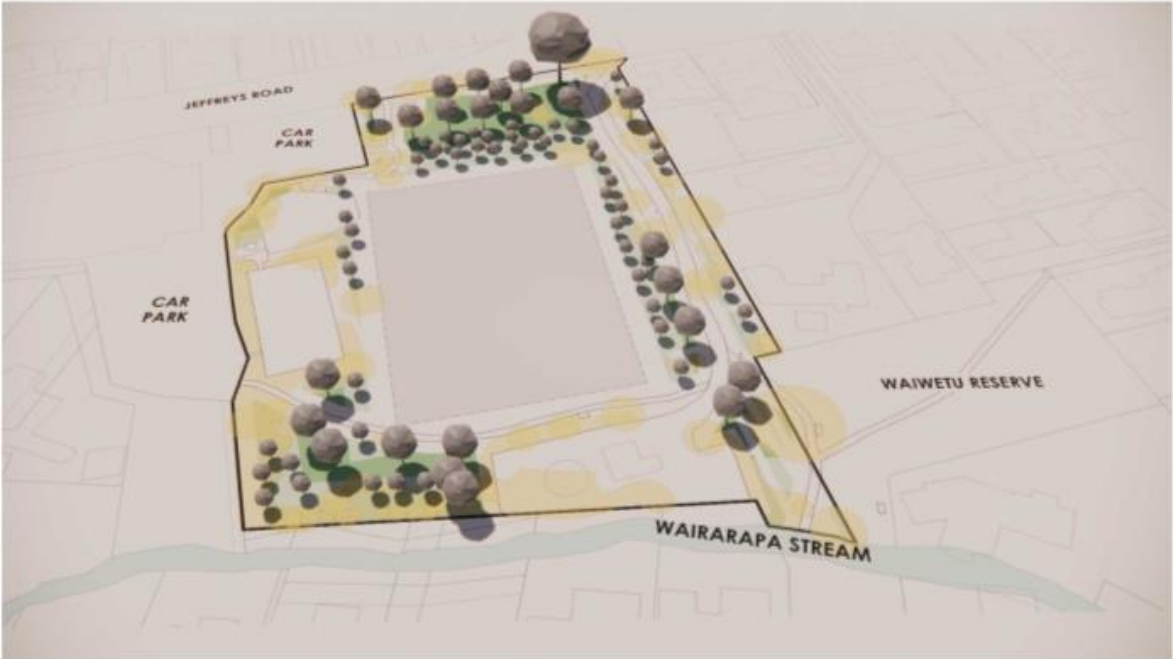 JEFFREYS ROAD
CAR
PARK
CAR
PARK
WAIWETU RESERVE
WAIRARAPA STREAM